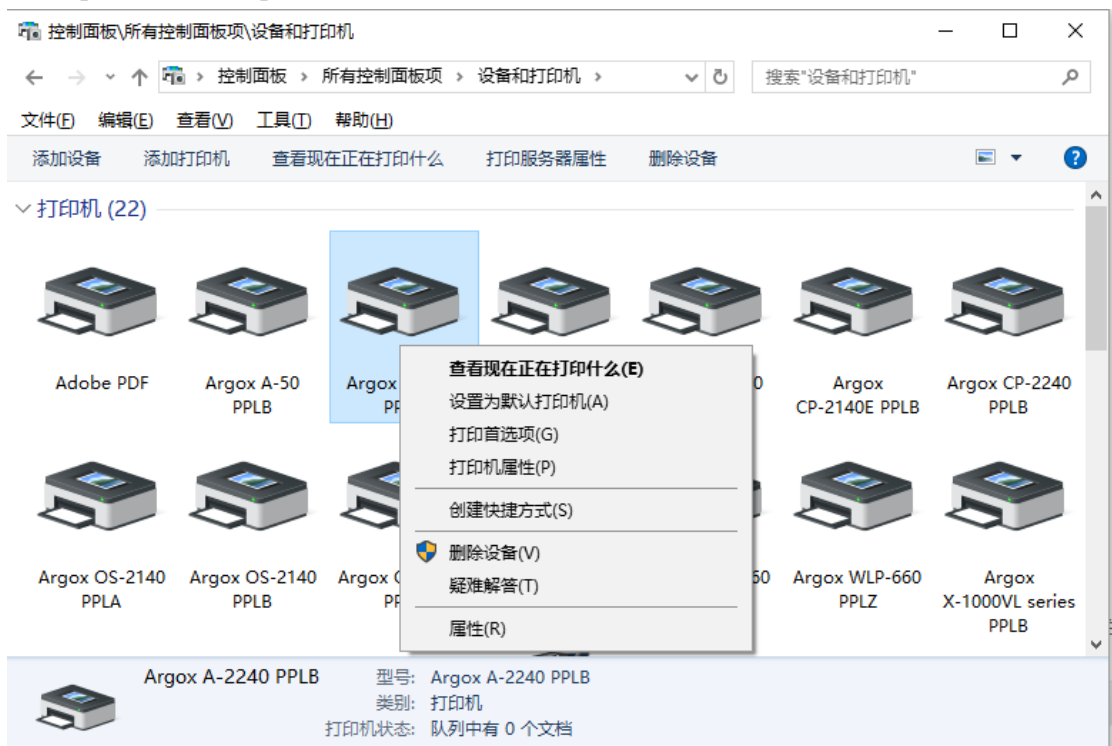 控制面板\所有控制面板项\设备和打印机
控制面板 › 所有控制面板项 › 设备和打印机 ›
搜索"设备和打印机"
文件(F) 编辑(E) 查看(V) 工具(T) 帮助(H)
添加设备 添加打印机 查看现在正在打印什么 打印服务器属性 删除设备
打印机 (22)
Adobe PDF
Argox A-50
PPLB
Argox
Argox
CP-2140E PPLB
Argox CP-2240
PPLB
查看现在正在打印什么(E)
设置为默认打印机(A)
打印首选项(G)
打印机属性(P)
创建快捷方式(S)
删除设备(V)
疑难解答(T)
属性(R)
Argox OS-2140
PPLA
Argox OS-2140
PPLB
Argox
Argox WLP-660
PPLZ
Argox
X-1000VL series
PPLB
Argox A-2240 PPLB
型号: Argox A-2240 PPLB
类别: 打印机
打印机状态: 队列中有 0 个文档